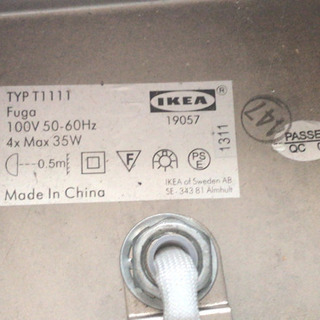 TYP T1111
Fuga
100V 50-60Hz
4x Max 35W
IKEA ®
19057
1311
147
PASSE
QC
0.5m
F
PS
E
Made In China
IKEA of Sweden AB
SE - 343 81 Älmhult